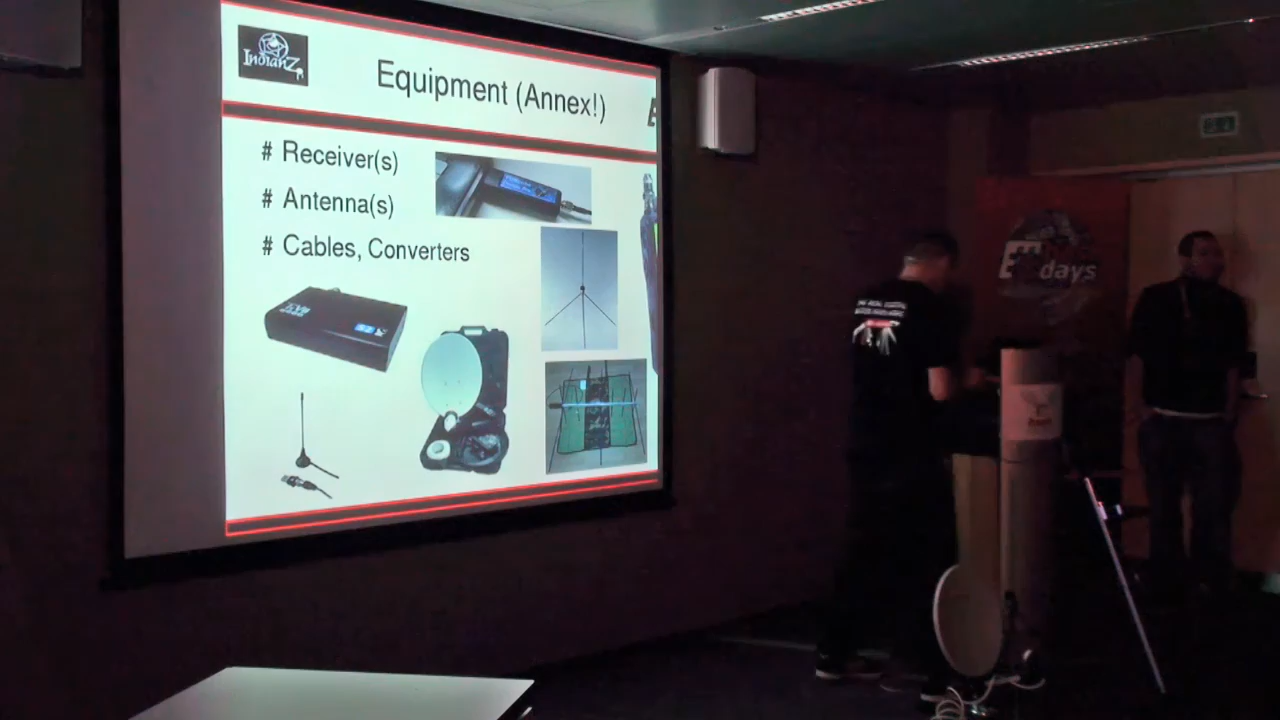 IndianZ
Equipment (Annex!)
# Receiver(s)
# Antenna(s)
# Cables, Converters
days